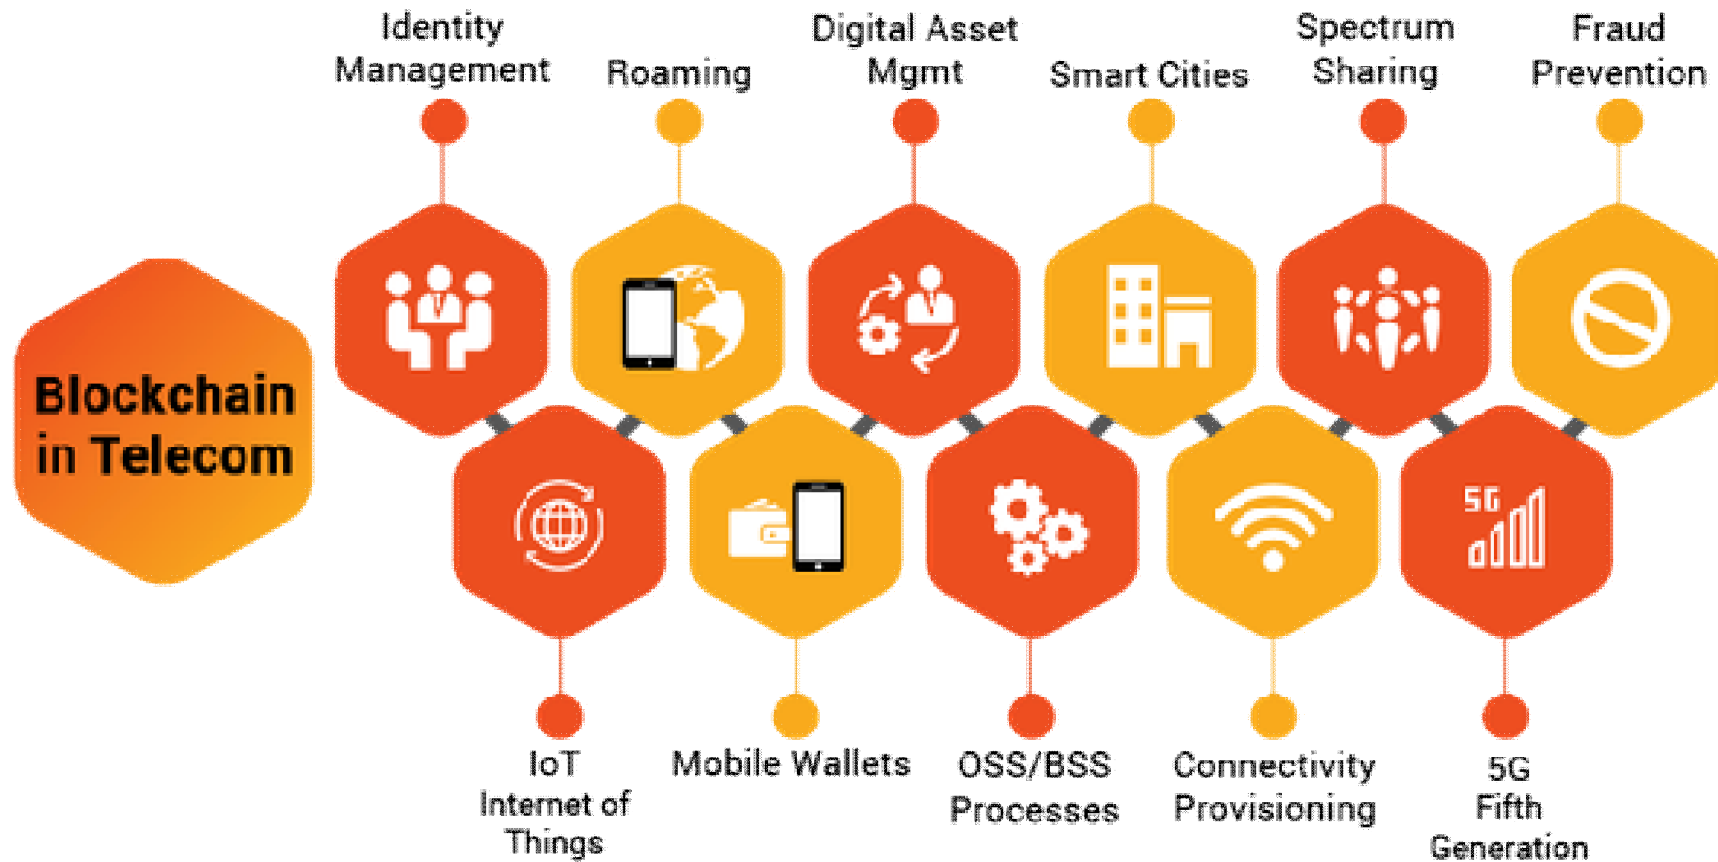 Blockchain
in Telecom
Identity
Management
Roaming
Digital Asset
Mgmt
Smart Cities
Spectrum
Sharing
Fraud
Prevention
5G
IoT
Internet of
Things
Mobile Wallets
OSS/BSS
Processes
Connectivity
Provisioning
5G
Fifth
Generation